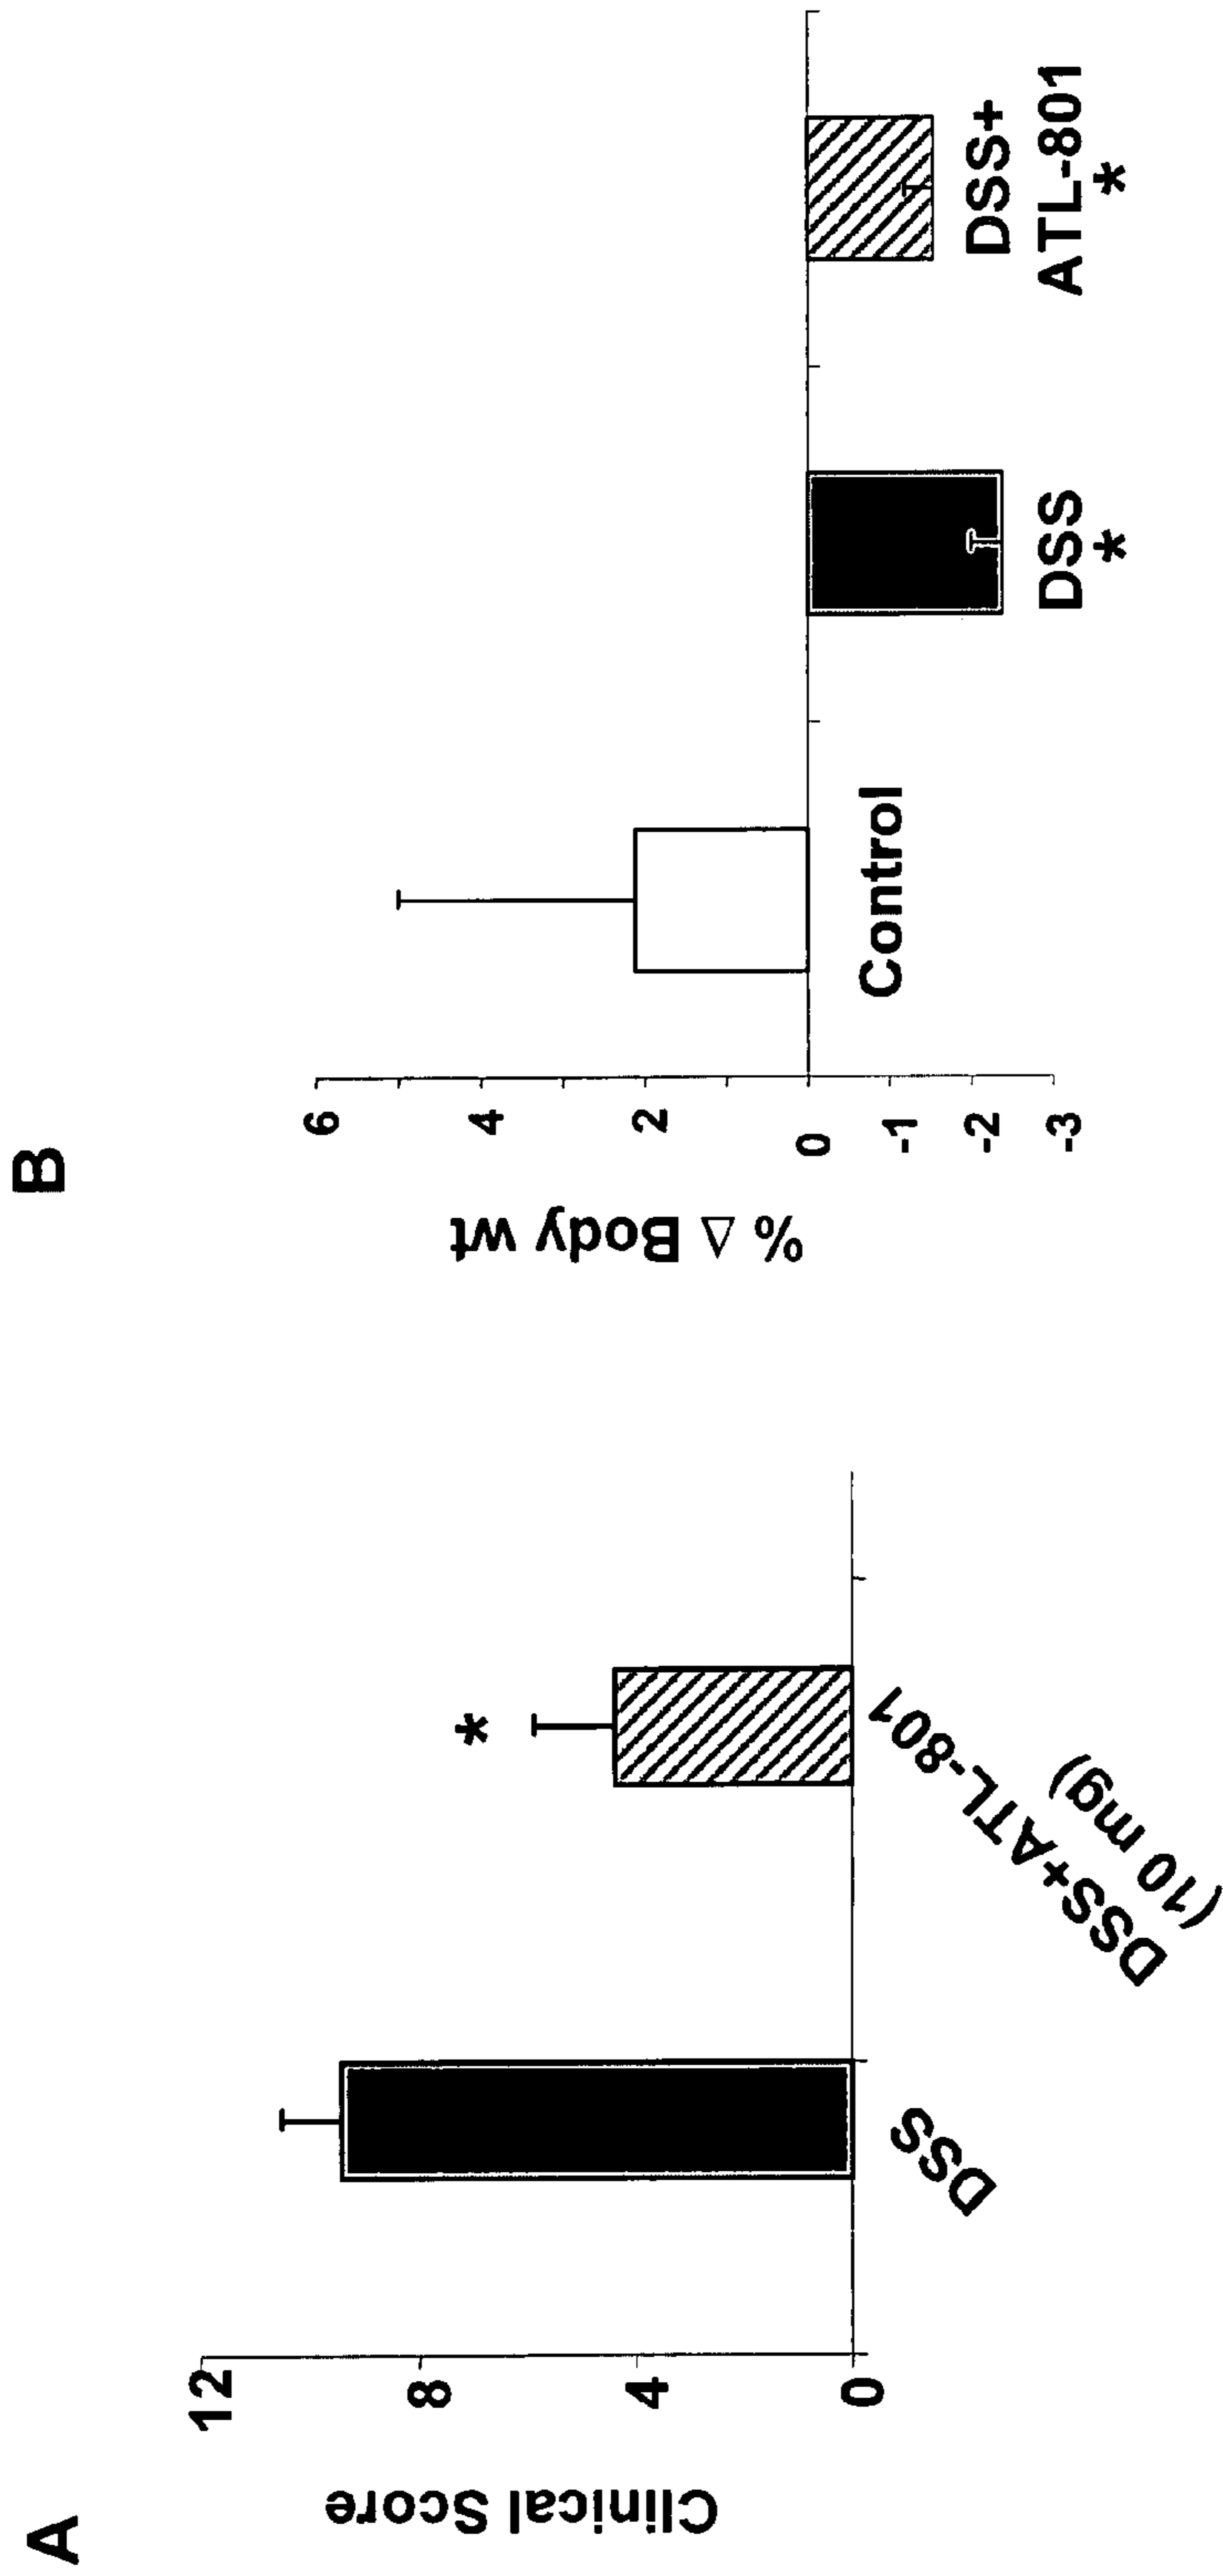 A
Clinical Score
12
8
4
0
*
DSS
DSS+ATL-801
(10 mg)
B
% Δ Body wt
6
4
2
0
-1
-2
-3
Control
DSS
*
DSS+
ATL-801
*